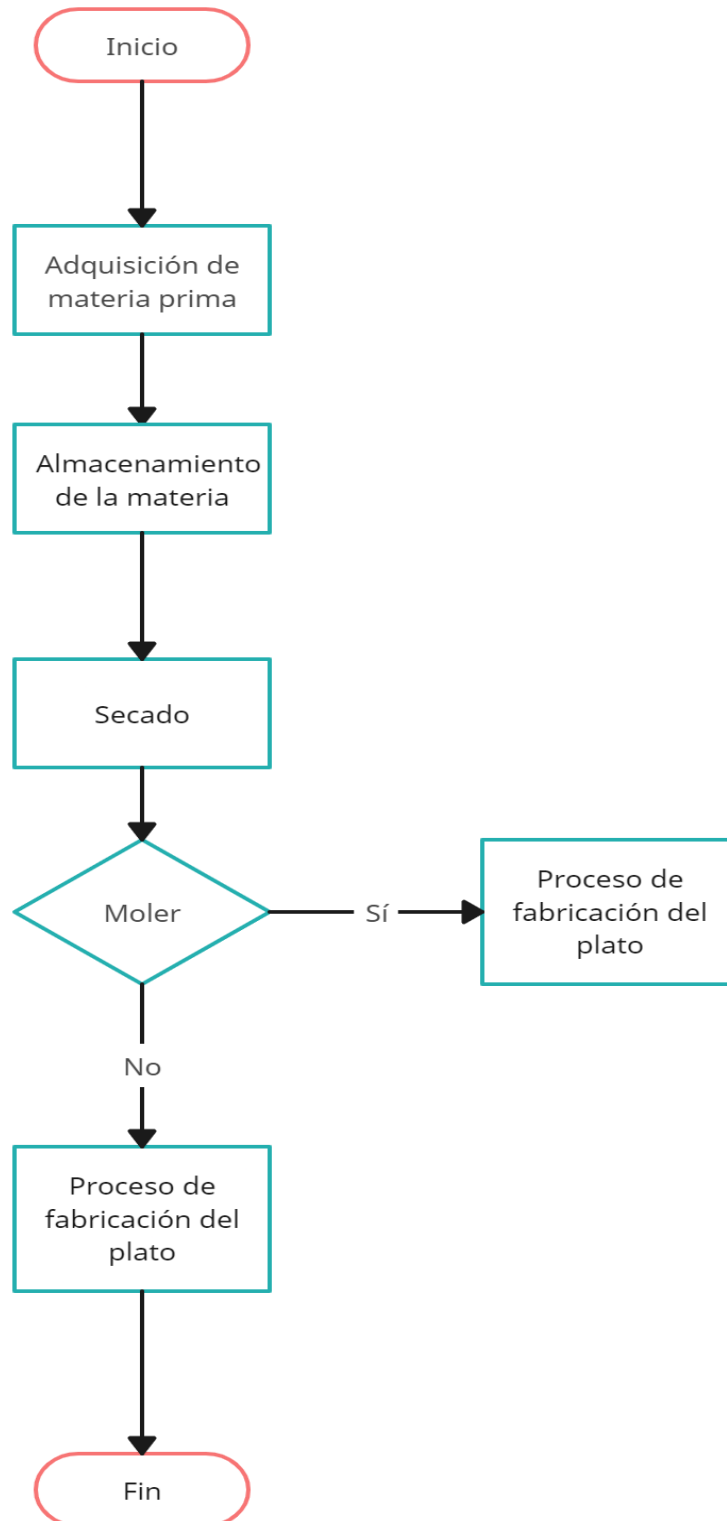 Inicio
Adquisición de
materia prima
Almacenamiento
de la materia
Secado
Moler
Sí
Proceso de
fabricación del
plato
No
Proceso de
fabricación del
plato
Fin